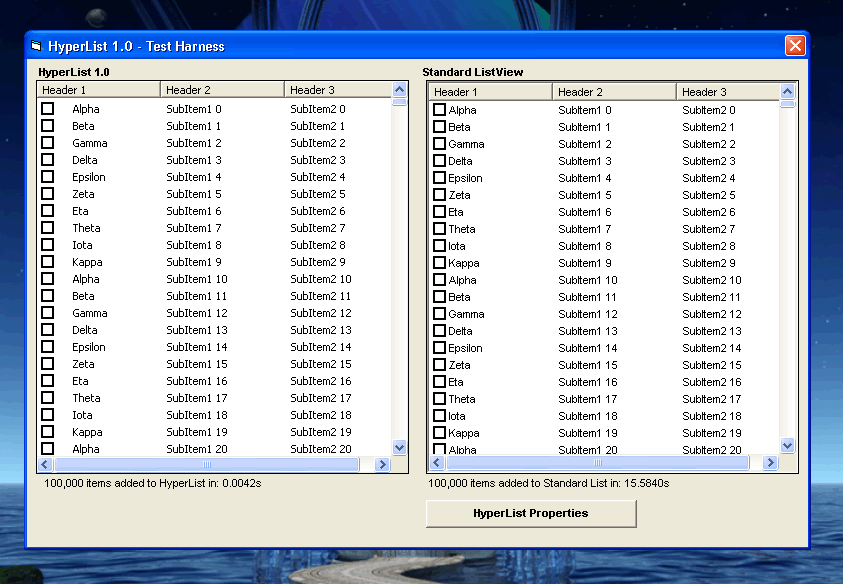 HyperList 1.0 - Test Harness
HyperList 1.0
Header 1 Header 2 Header 3
Alpha SubItem1 0 SubItem2 0
Beta SubItem1 1 SubItem2 1
Gamma SubItem1 2 SubItem2 2
Delta SubItem1 3 SubItem2 3
Epsilon SubItem1 4 SubItem2 4
Zeta SubItem1 5 SubItem2 5
Eta SubItem1 6 SubItem2 6
Theta SubItem1 7 SubItem2 7
Iota SubItem1 8 SubItem2 8
Kappa SubItem1 9 SubItem2 9
Alpha SubItem1 10 SubItem2 10
Beta SubItem1 11 SubItem2 11
Gamma SubItem1 12 SubItem2 12
Delta SubItem1 13 SubItem2 13
Epsilon SubItem1 14 SubItem2 14
Zeta SubItem1 15 SubItem2 15
Eta SubItem1 16 SubItem2 16
Theta SubItem1 17 SubItem2 17
Iota SubItem1 18 SubItem2 18
Kappa SubItem1 19 SubItem2 19
Alpha SubItem1 20 SubItem2 20
100,000 items added to HyperList in: 0.0042s
Standard ListView
Header 1 Header 2 Header 3
Alpha SubItem1 0 SubItem2 0
Beta SubItem1 1 SubItem2 1
Gamma SubItem1 2 SubItem2 2
Delta SubItem1 3 SubItem2 3
Epsilon SubItem1 4 SubItem2 4
Zeta SubItem1 5 SubItem2 5
Eta SubItem1 6 SubItem2 6
Theta SubItem1 7 SubItem2 7
Iota SubItem1 8 SubItem2 8
Kappa SubItem1 9 SubItem2 9
Alpha SubItem1 10 SubItem2 10
Beta SubItem1 11 SubItem2 11
Gamma SubItem1 12 SubItem2 12
Delta SubItem1 13 SubItem2 13
Epsilon SubItem1 14 SubItem2 14
Zeta SubItem1 15 SubItem2 15
Eta SubItem1 16 SubItem2 16
Theta SubItem1 17 SubItem2 17
Iota SubItem1 18 SubItem2 18
Kappa SubItem1 19 SubItem2 19
Alpha SubItem1 20 SubItem2 20
100,000 items added to Standard List in: 15.5840s
HyperList Properties